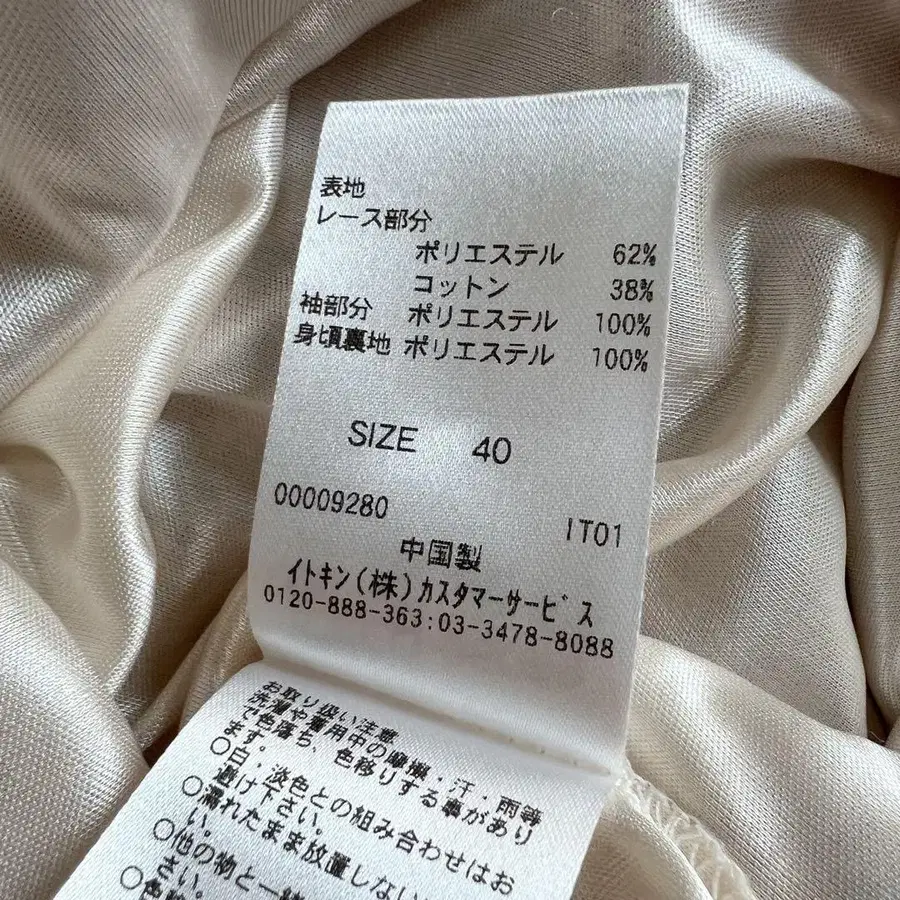 表地
レース部分
ポリエステル 62%
コットン 38%
袖部分 ポリエステル 100%
身頃裏地 ポリエステル 100%
SIZE 40
00009280 IT01
中国製
イトキン(株)カスタマーサービス
0120-888-363:03-3478-8088
お取り扱い注意
洗濯や着用中の摩擦・汗・雨等
で色落ち、色移りする事があり
ます。
○白・淡色との組み合わせはお
避け下さい。
○濡れたまま放置しない
い。
○他の物と一緒
さい。
○色